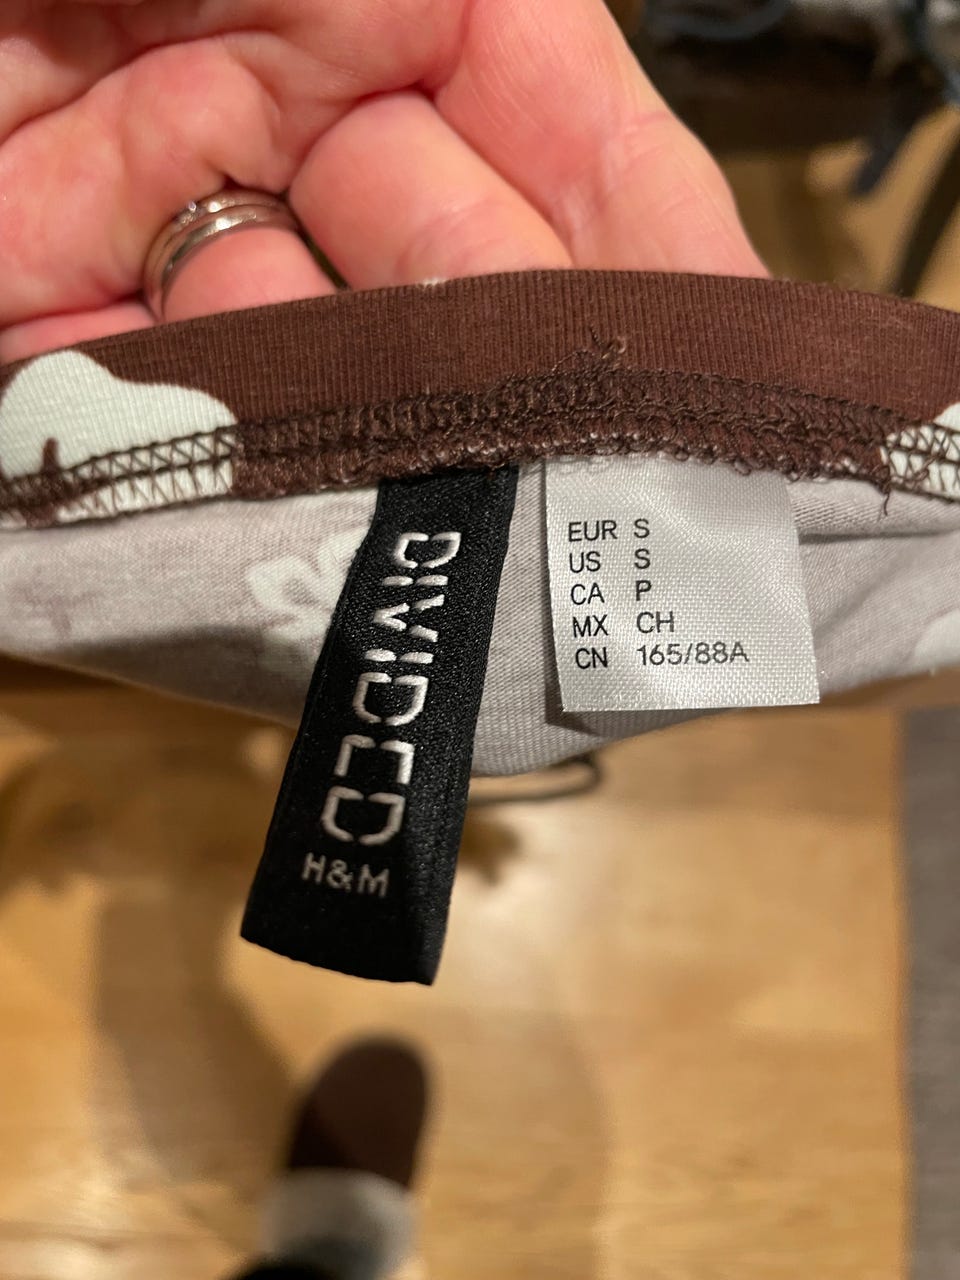 DIVIDED
H&M
EUR S
US S
CA P
MX CH
CN 165/88A